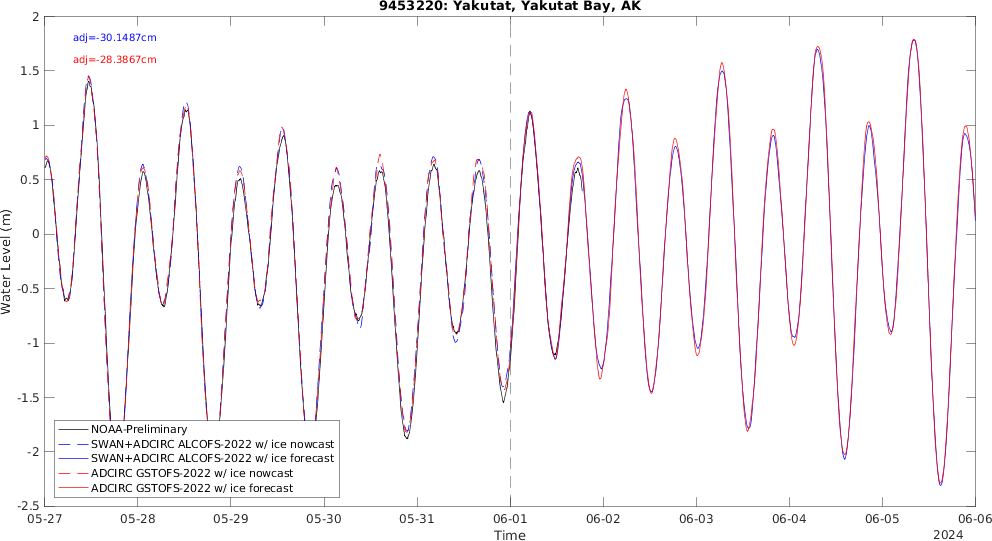 9453220: Yakutat, Yakutat Bay, AK
adj=-30.1487cm
adj=-28.3867cm
Water Level (m)
2
1.5
1
0.5
0
-0.5
-1
-1.5
-2
-2.5
NOAA-Preliminary
SWAN+ADCIRC ALCOFS-2022 w/ ice nowcast
SWAN+ADCIRC ALCOFS-2022 w/ ice forecast
ADCIRC GSTOFS-2022 w/ ice nowcast
ADCIRC GSTOFS-2022 w/ ice forecast
05-27 05-28 05-29 05-30 05-31 06-01 06-02 06-03 06-04 06-05 06-06
Time
2024